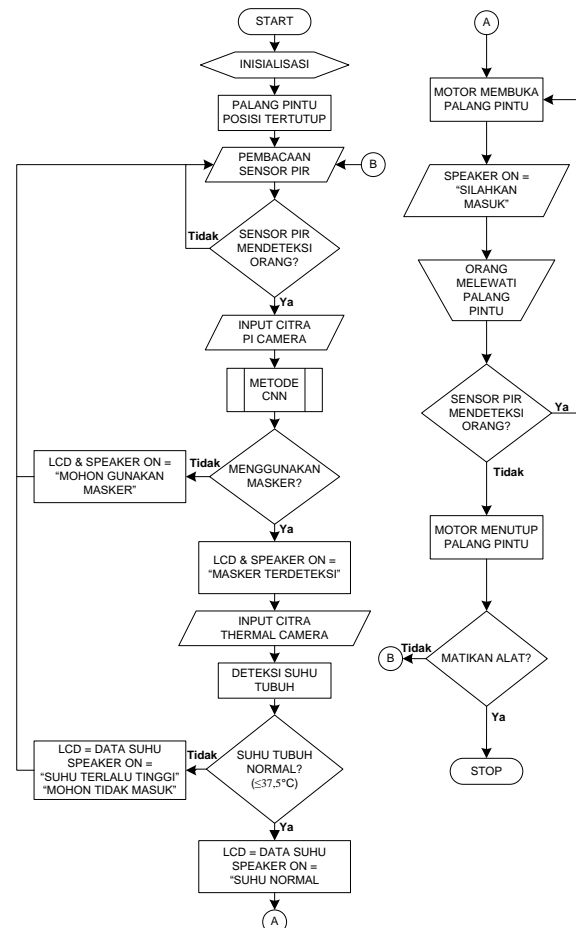 START
INISIALISASI
PALANG PINTU
POSISI TERTUTUP
PEMBACAAN
SENSOR PIR
B
Tidak
SENSOR PIR
MENDETEKSI
ORANG?
Ya
INPUT CITRA
PI CAMERA
METODE
CNN
MENGGUNAKAN
MASKER?
Tidak
LCD & SPEAKER ON =
"MOHON GUNAKAN
MASKER"
Ya
LCD & SPEAKER ON =
"MASKER TERDETEKSI"
INPUT CITRA
THERMAL CAMERA
DETEKSI SUHU
TUBUH
SUHU TUBUH
NORMAL?
(≤37,5°C)
Tidak
LCD = DATA SUHU
SPEAKER ON =
"SUHU TERLALU TINGGI"
"MOHON TIDAK MASUK"
Ya
LCD = DATA SUHU
SPEAKER ON =
"SUHU NORMAL
A
A
MOTOR MEMBUKA
PALANG PINTU
SPEAKER ON =
"SILAHKAN
MASUK"
ORANG
MELEWATI
PALANG
PINTU
SENSOR PIR
MENDETEKSI
ORANG?
Ya
Tidak
MOTOR MENUTUP
PALANG PINTU
MATIKAN ALAT?
Tidak
B
Ya
STOP